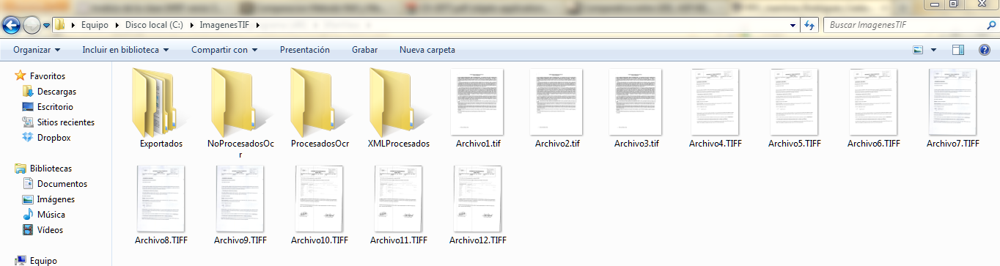 Equipo Disco local (C:) ImagenesTIF Buscar ImagenesTIF
Organizar Incluir en biblioteca Compartir con Presentación Grabar Nueva carpeta
Favoritos
Descargas
Escritorio
Sitios recientes
Dropbox
Bibliotecas
Documentos
Imágenes
Música
Vídeos
Equipo
Exportados
NoProcesadosOc
r
ProcesadosOcr
XMLProcesados
Archivo1.tif
Archivo2.tif
Archivo3.tif
Archivo4.TIFF
Archivo5.TIFF
Archivo6.TIFF
Archivo7.TIFF
Archivo8.TIFF
Archivo9.TIFF
Archivo10.TIFF
Archivo11.TIFF
Archivo12.TIFF